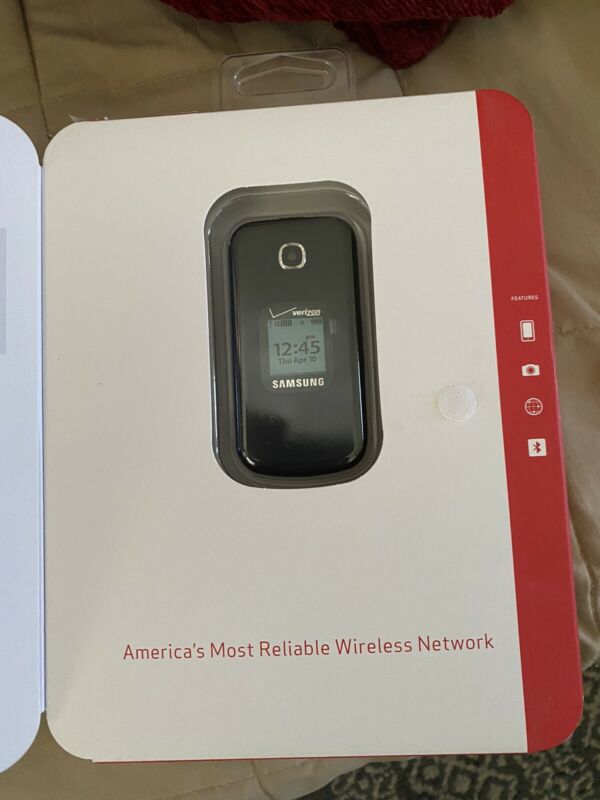 FEATURES
verizon
pm
12:45
Thu Apr 10
SAMSUNG
America's Most Reliable Wireless Network